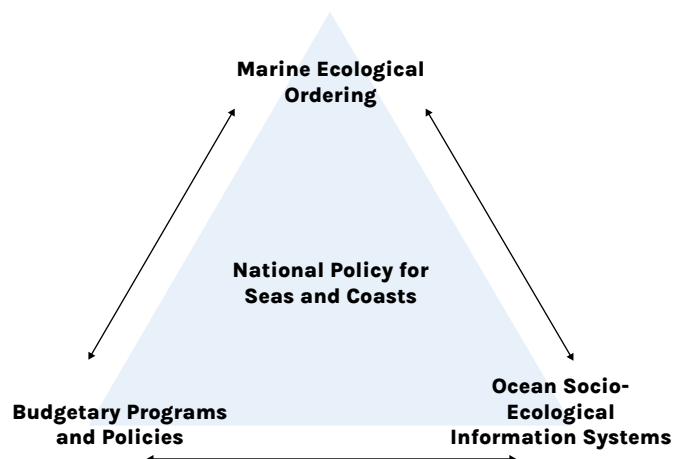 Marine Ecological
Ordering
National Policy for
Seas and Coasts
Budgetary Programs
and Policies
Ocean Socio-
Ecological
Information Systems